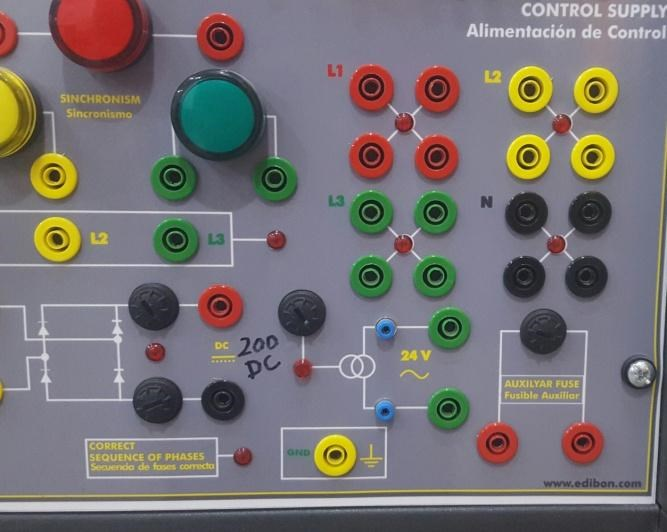 CONTROL SUPPLY
Alimentación de Control
L1
L2
SINCHRONISM
Sincronismo
L3
N
L2
L3
DC
200
DC
24 V
AUXILYAR FUSE
Fusible Auxiliar
CORRECT
SEQUENCE OF PHASES
Secuencia de fases correcta
GND
www.edibon.com